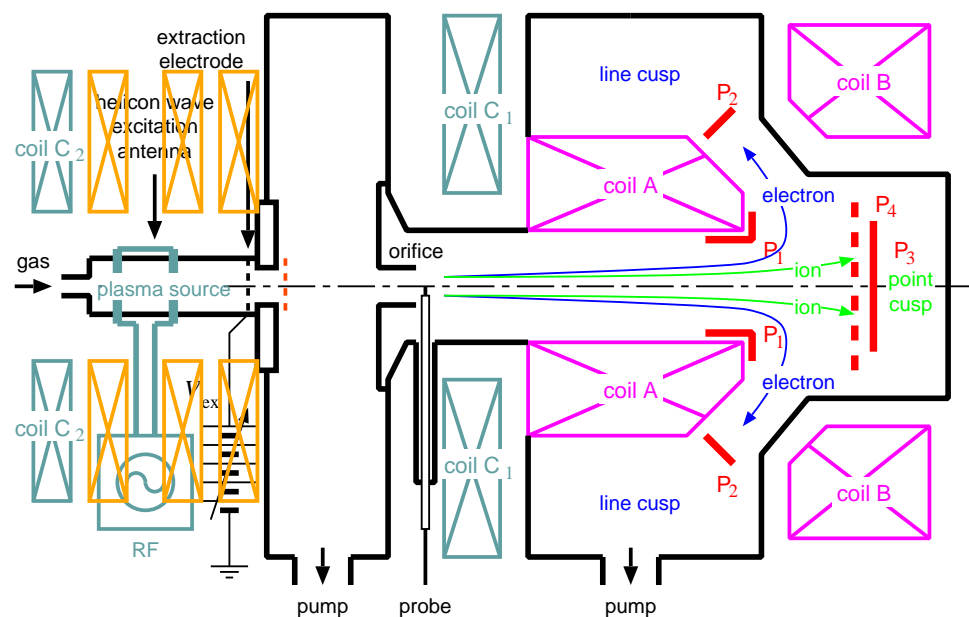 extraction
electrode
helicon wave
excitation
antenna
coil C2
gas
plasma source
coil C2
Vex
RF
pump
probe
orifice
coil C1
coil C1
line cusp
P2
coil B
coil A
electron
P1
P4
P3
ion
point
cusp
ion
P1
coil A
electron
P2
coil B
line cusp
pump